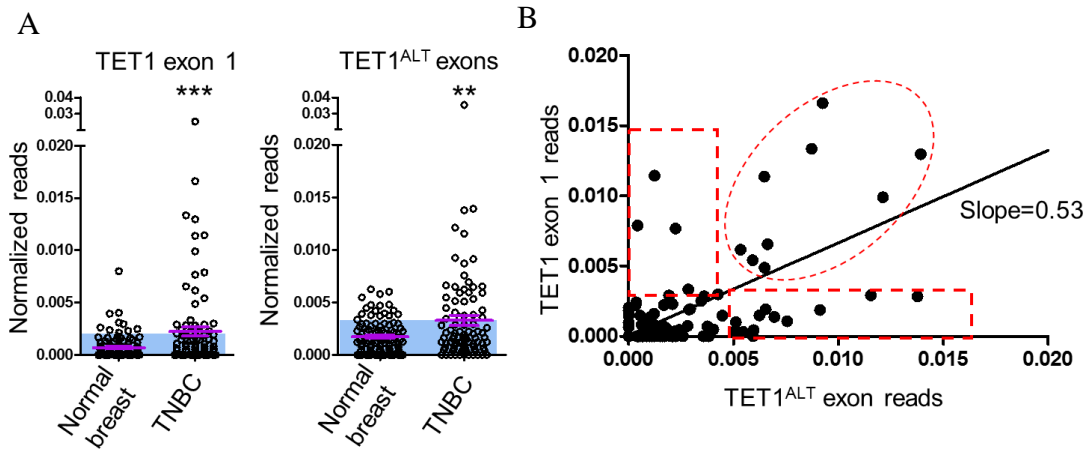 A
TET1 exon 1
***
Normalized reads
0.04
0.03
0.020
0.015
0.010
0.005
0.000
Normal breast
TNBC
TET1ALT exons
**
Normalized reads
0.04
0.03
0.020
0.015
0.010
0.005
0.000
Normal breast
TNBC
B
TET1 exon 1 reads
0.020
0.015
0.010
0.005
0.000
Slope=0.53
0.000
0.005
0.010
0.015
0.020
TET1ALT exon reads